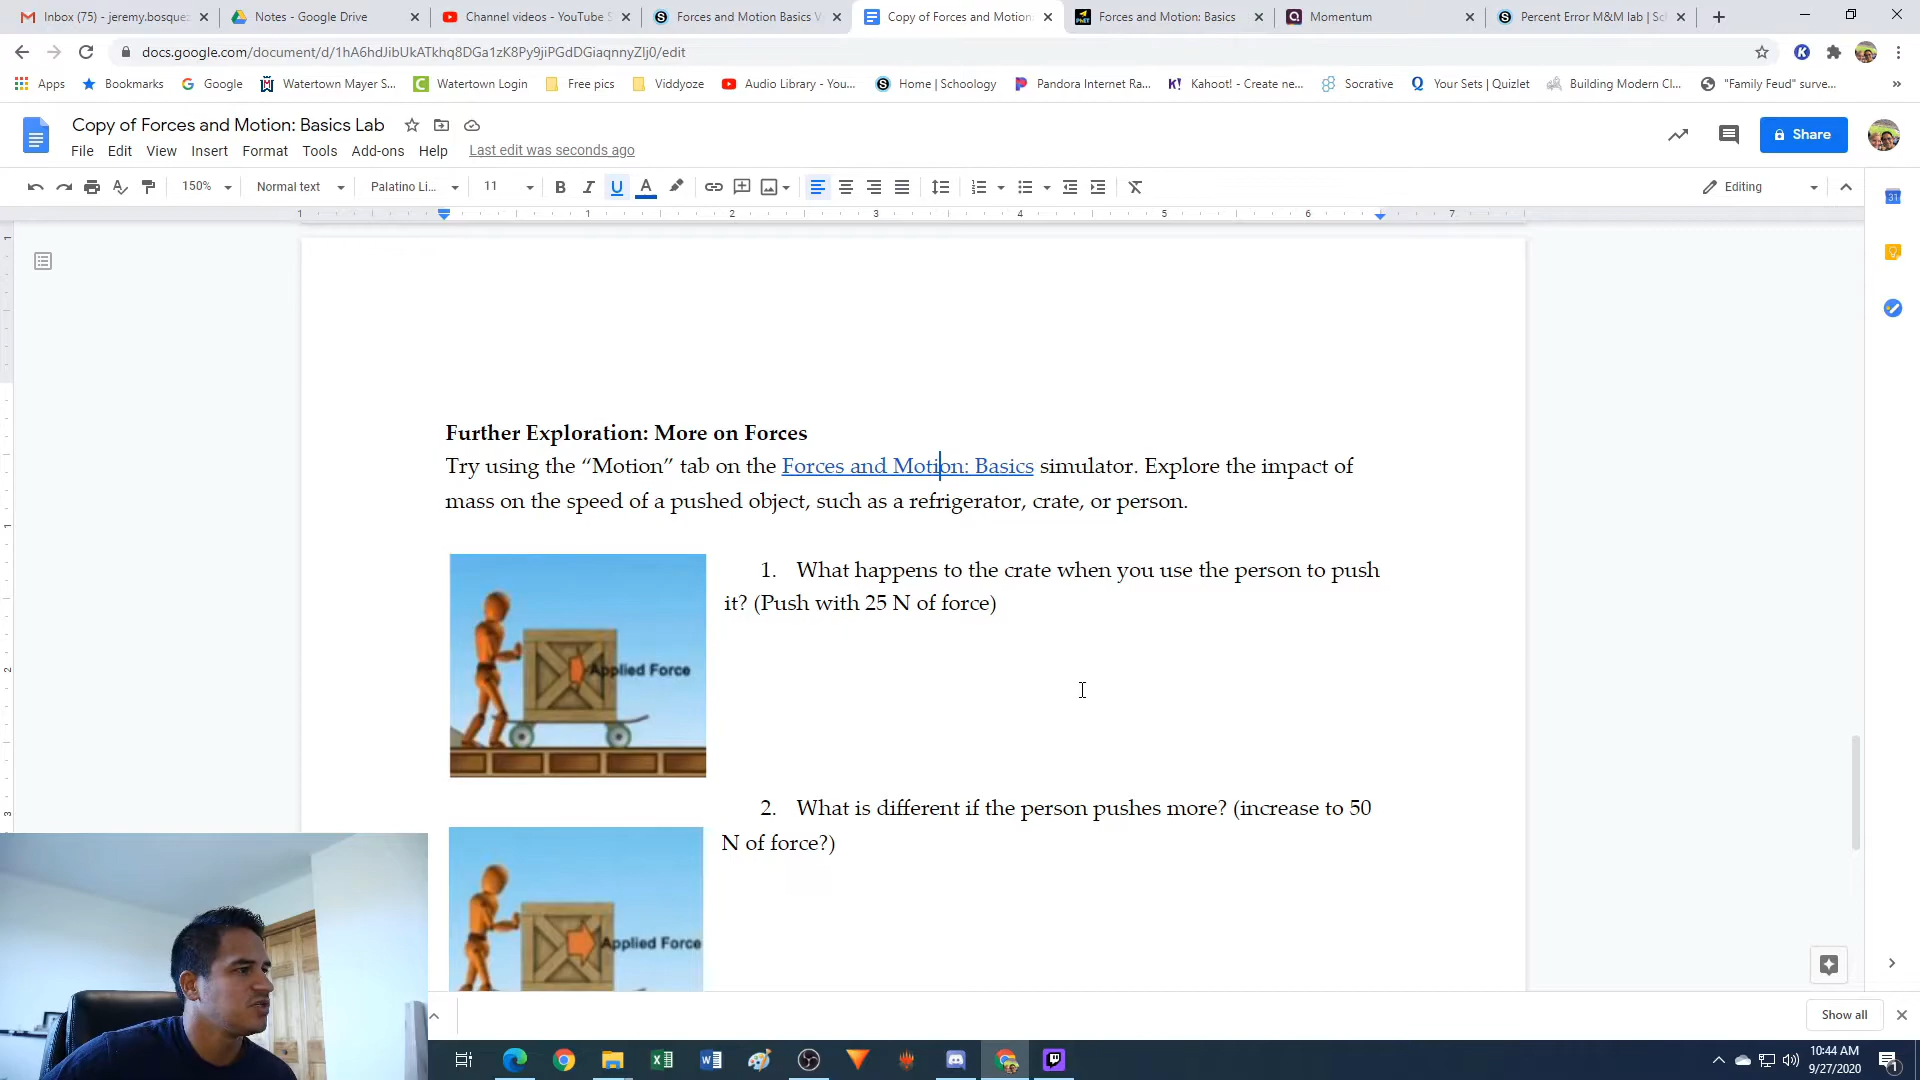 Inbox (75) - jeremy.bosque
Notes - Google Drive
Channel videos - YouTube S
Forces and Motion Basics V
Copy of Forces and Motion:
Forces and Motion: Basics
Momentum
Percent Error M&M lab | Sc
docs.google.com/document/d/1hA6hdJibUkATkhq8DGa1zK8Py9jiPGdDGiaqnnyZIj0/edit
Apps
Bookmarks
Google
Watertown Mayer S...
Watertown Login
Free pics
Viddyoze
Audio Library - You...
Home | Schoology
Pandora Internet Ra...
Kahoot! - Create ne...
Socrative
Your Sets | Quizlet
Building Modern Cl...
"Family Feud" surve...
Copy of Forces and Motion: Basics Lab
File Edit View Insert Format Tools Add-ons Help Last edit was seconds ago
Share
150% Normal text Palatino Li... 11
Editing
1 1 2 3 4 5 6 7
Further Exploration: More on Forces
Try using the “Motion” tab on the Forces and Motion: Basics simulator. Explore the impact of
mass on the speed of a pushed object, such as a refrigerator, crate, or person.
1. What happens to the crate when you use the person to push
it? (Push with 25 N of force)
Applied Force
2. What is different if the person pushes more? (increase to 50
N of force?)
Applied Force
Show all
10:44 AM
9/27/2020